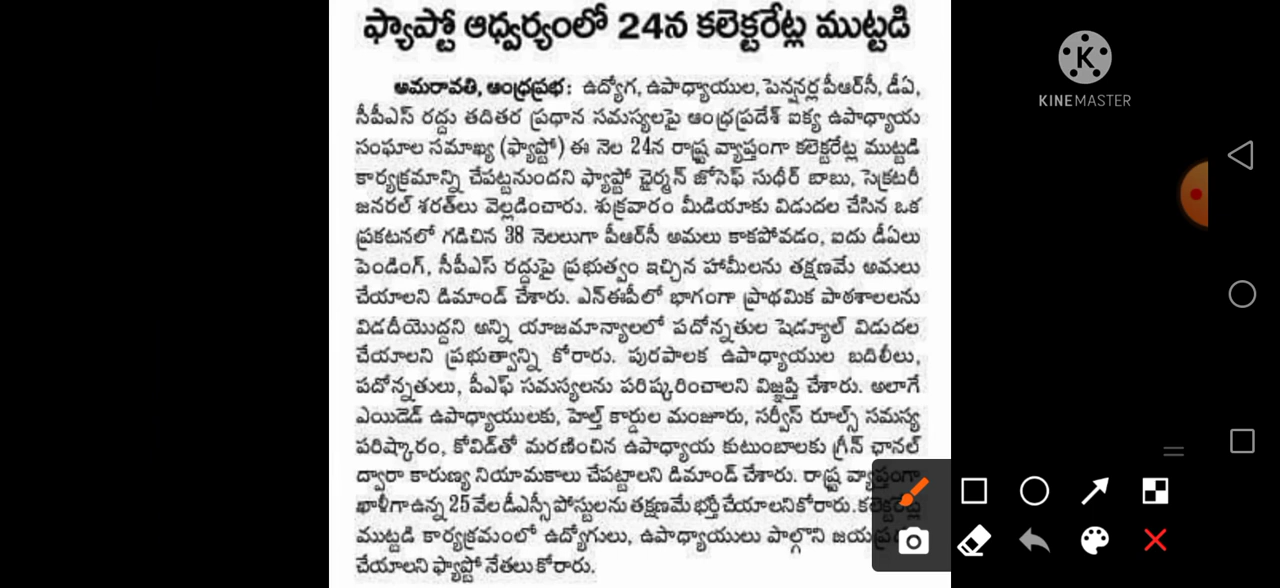 ఫ్యాప్టో ఆధ్వర్యంలో 24న కలెక్టరేట్ల ముట్టడి
అమరావతి, ఆంధ్రప్రభ: ఉద్యోగ, ఉపాధ్యాయుల, పెన్షనర్ల పీఆర్‌సీ, డీఏ,
సీపీఎస్ రద్దు తదితర ప్రధాన సమస్యలపై ఆంధ్రప్రదేశ్ ఐక్య ఉపాధ్యాయ
సంఘాల సమాఖ్య (ఫ్యాప్టో) ఈ నెల 24న రాష్ట్ర వ్యాప్తంగా కలెక్టరేట్ల ముట్టడి
కార్యక్రమాన్ని చేపట్టనుందని ఫ్యాప్టో ఛైర్మన్ జోసెఫ్ సుధీర్ బాబు, సెక్రటరీ
జనరల్ శరత్‌లు వెల్లడించారు. శుక్రవారం మీడియాకు విడుదల చేసిన ఒక
ప్రకటనలో గడిచిన 38 నెలలుగా పీఆర్‌సీ అమలు కాకపోవడం, ఐదు డీఏలు
పెండింగ్, సీపీఎస్ రద్దుపై ప్రభుత్వం ఇచ్చిన హామీలను తక్షణమే అమలు
చేయాలని డిమాండ్ చేశారు. ఎన్ఈపీలో భాగంగా ప్రాథమిక పాఠశాలలను
విడదీయొద్దని అన్ని యాజమాన్యాలలో పదోన్నతుల షెడ్యూల్ విడుదల
చేయాలని ప్రభుత్వాన్ని కోరారు. పురపాలక ఉపాధ్యాయుల బదిలీలు,
పదోన్నతులు, పీఎఫ్ సమస్యలను పరిష్కరించాలని విజ్ఞప్తి చేశారు. అలాగే
ఎయిడెడ్ ఉపాధ్యాయులకు, హెల్త్ కార్డుల మంజూరు, సర్వీస్ రూల్స్ సమస్య
పరిష్కారం, కోవిడ్‌తో మరణించిన ఉపాధ్యాయ కుటుంబాలకు గ్రీన్ ఛానల్
ద్వారా కారుణ్య నియామకాలు చేపట్టాలని డిమాండ్ చేశారు. రాష్ట్ర వ్యాప్తంగా
ఖాళీగా ఉన్న 25 వేల డీఎస్సీ పోస్టులను తక్షణమే భర్తీ చేయాలని కోరారు. కలెక్టరేట్ల
ముట్టడి కార్యక్రమంలో ఉద్యోగులు, ఉపాధ్యాయులు పాల్గొని
చేయాలని ఫ్యాప్టో నేతలు కోరారు.
KINEMASTER